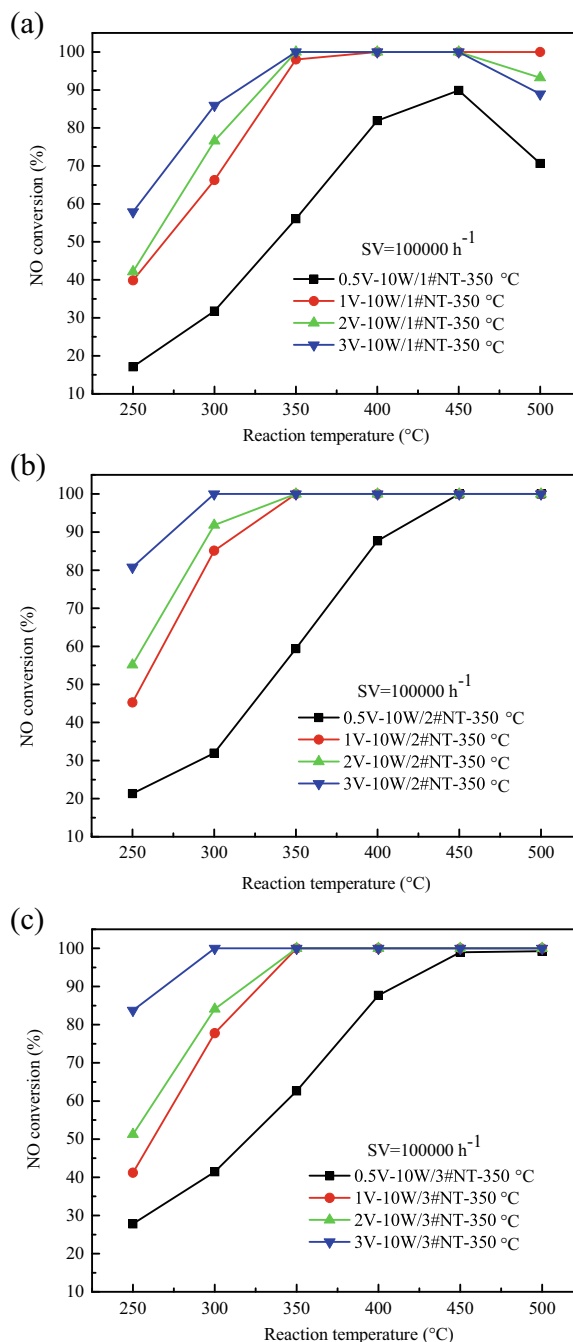 (a)
100
90
80
70
60
50
40
30
20
10
NO conversion (%)
SV=100000 h-1
0.5V-10W/1#NT-350 °C
1V-10W/1#NT-350 °C
2V-10W/1#NT-350 °C
3V-10W/1#NT-350 °C
250 300 350 400 450 500
Reaction temperature (°C)
(b)
100
90
80
70
60
50
40
30
20
10
NO conversion (%)
SV=100000 h-1
0.5V-10W/2#NT-350 °C
1V-10W/2#NT-350 °C
2V-10W/2#NT-350 °C
3V-10W/2#NT-350 °C
250 300 350 400 450 500
Reaction temperature (°C)
(c)
100
90
80
70
60
50
40
30
20
10
NO conversion (%)
SV=100000 h-1
0.5V-10W/3#NT-350 °C
1V-10W/3#NT-350 °C
2V-10W/3#NT-350 °C
3V-10W/3#NT-350 °C
250 300 350 400 450 500
Reaction temperature (°C)